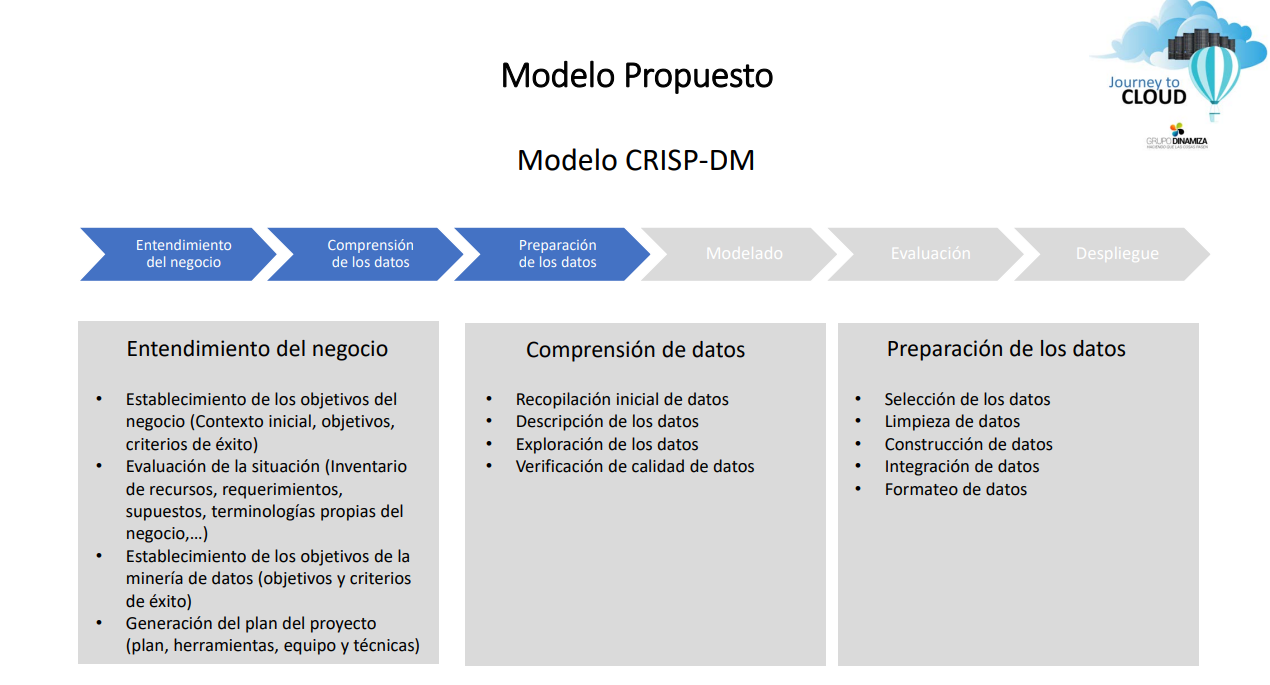 Modelo Propuesto
Journey to
CLOUD
GRUPO DINAMIZA
HACIENDO QUE LAS COSAS PASEN
Modelo CRISP-DM
Entendimiento
del negocio
Comprensión
de los datos
Preparación
de los datos
Modelado
Evaluación
Despliegue
Entendimiento del negocio
• Establecimiento de los objetivos del
negocio (Contexto inicial, objetivos,
criterios de éxito)
• Evaluación de la situación (Inventario
de recursos, requerimientos,
supuestos, terminologías propias del
negocio,...)
• Establecimiento de los objetivos de la
minería de datos (objetivos y criterios
de éxito)
• Generación del plan del proyecto
(plan, herramientas, equipo y técnicas)
Comprensión de datos
• Recopilación inicial de datos
• Descripción de los datos
• Exploración de los datos
• Verificación de calidad de datos
Preparación de los datos
• Selección de los datos
• Limpieza de datos
• Construcción de datos
• Integración de datos
• Formateo de datos